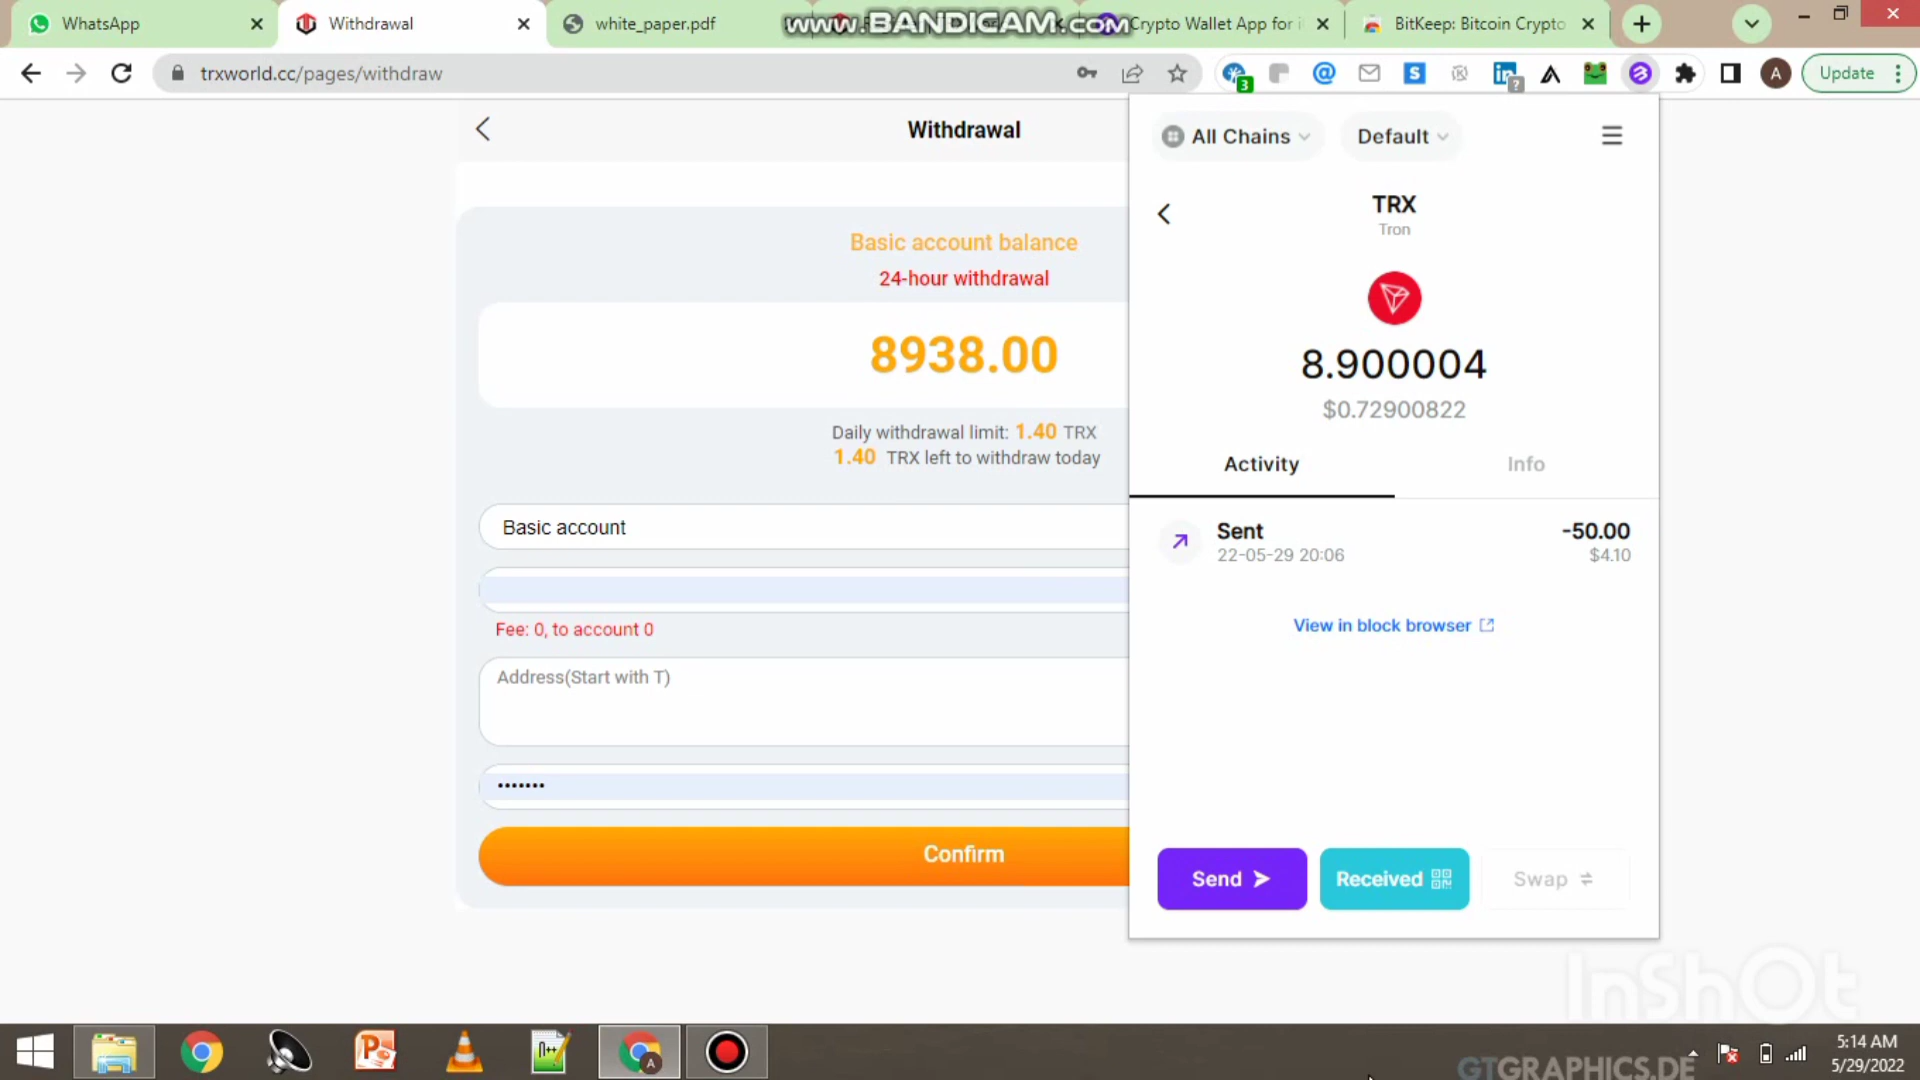 WhatsApp
Withdrawal
white_paper.pdf
www.BANDICAM.com
Crypto Wallet App for i
BitKeep: Bitcoin Crypto
trxworld.cc/pages/withdraw
3
S
in
?
A
Update
Withdrawal
Basic account balance
24-hour withdrawal
8938.00
Daily withdrawal limit: 1.40 TRX
1.40 TRX left to withdraw today
Basic account
Fee: 0, to account 0
Address(Start with T)
•••••••
Confirm
All Chains
Default
TRX
Tron
8.900004
$0.72900822
Activity
Info
Sent
-50.00
22-05-29 20:06
$4.10
View in block browser
Send
Received
Swap
InShOt
A
5:14 AM
5/29/2022
GTGRAPHICS.DE